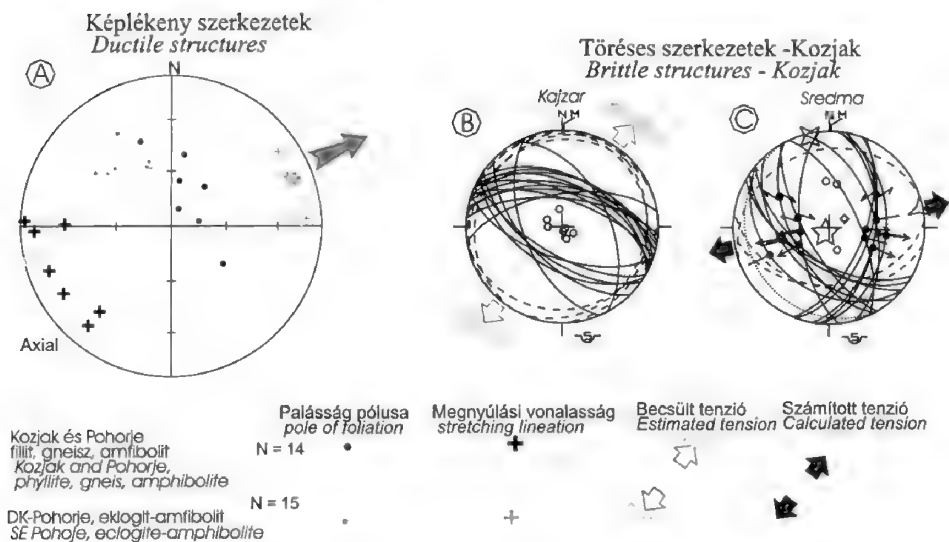 Képlékeny szerkezetek
Ductile structures
A
N
Axial
Töréses szerkezetek -Kozjak
Brittle structures - Kozjak
B
Kajzar
N M
S
C
Sredma
N M
S
Palásság pólusa
pole of foliation
Megnyúlási vonalasság
stretching lineation
Becsült tenzió
Estimated tension
Számított tenzió
Calculated tension
Kozjak és Pohorje
fillit, gneisz, amfibolit
Kozjak and Pohorje,
phyllite, gneis, amphibolite
N = 14
DK-Pohorje, eklogit-amfibolit
SE Pohoje, eclogite-amphibolite
N = 15